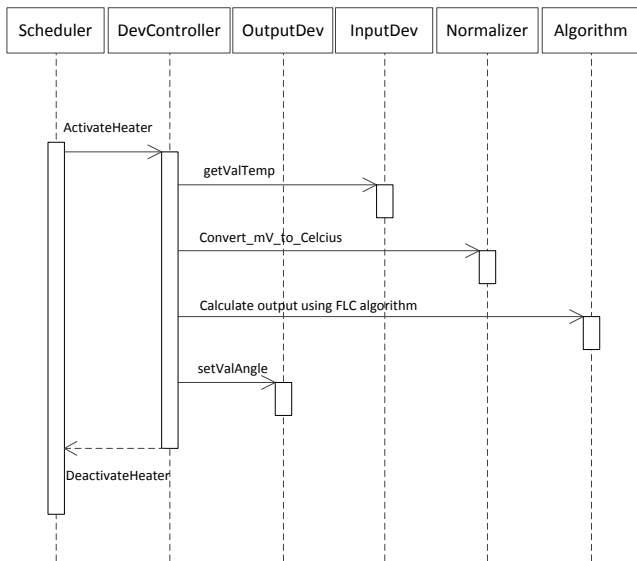 Scheduler
DevController
OutputDev
InputDev
Normalizer
Algorithm
ActivateHeater
getValTemp
Convert_mV_to_Celcius
Calculate output using FLC algorithm
setValAngle
DeactivateHeater